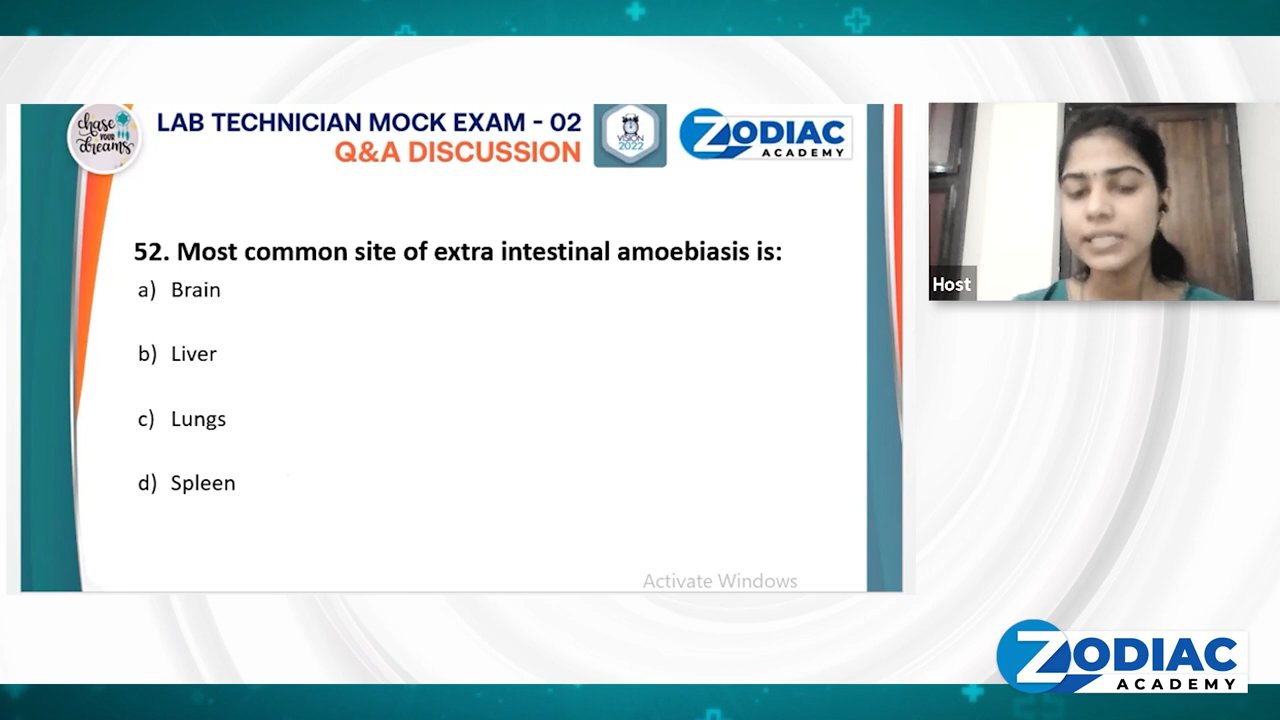 chase
YOUR
dreams
LAB TECHNICIAN MOCK EXAM - 02
Q&A DISCUSSION
VISION
2022
ZODIAC
ACADEMY
52. Most common site of extra intestinal amoebiasis is:
a) Brain
b) Liver
c) Lungs
d) Spleen
Activate Windows
Host
ZODIAC
ACADEMY